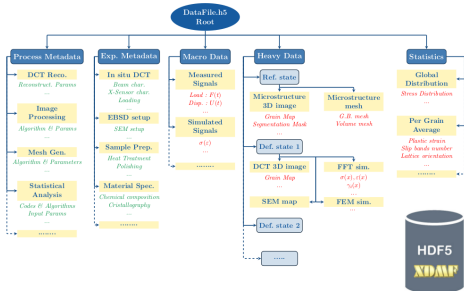 DataFile.h5
Root
Process Metadata
Exp. Metadata
Macro Data
Heavy Data
Statistics
DCT Rem.
Reconstruct. Params
...
Image
Processing
Algorithm & Params
...
Mesh Gen.
Algorithm & Parameters
...
Statistical
Analysis
Codes & Algorithms
Input Params
...
.........
In situ DCT
Beam char.
X-Sensor char.
Loading
...
EBSD setup
SEM setup
...
Sample Prep.
Heat Treatment
Polishing
...
Material Spec.
Chemical composition
Cristallography
...
.........
Measured
Signals
Load : F(t)
Disp. : U(t)
...
Simulated
Signals
σ(ε)
...
.........
Ref. state
Microstructure
3D image
Grain Map
Segmentation Mask
...
Microstructure
mesh
G.B. mesh
Volume mesh
...
Def. state 1
DCT 3D image
Grain Map
...
FFT sim.
σ(x), ε(x)
γₛ(x)
...
SEM map
FEM sim.
Def. state 2
.....
Global
Distribution
Stress Distribution
...
Per Grain
Average
Plastic strain
Slip bands number
Lattice orientation
...
.........
HDF5
XDMF